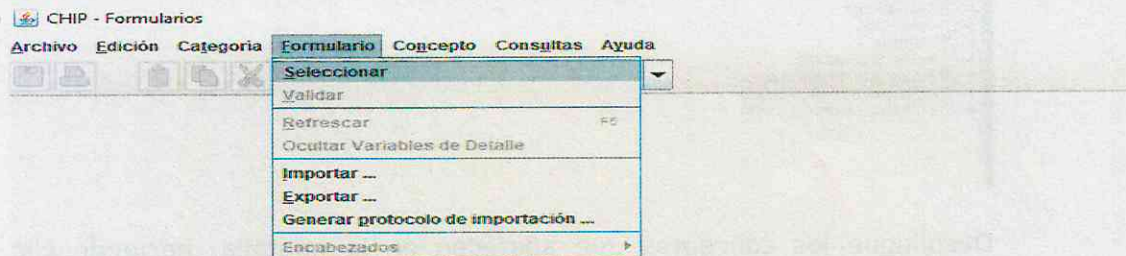 CHIP - Formularios
Archivo Edición Categoría Formulario Concepto Consultas Ayuda
Seleccionar
Validar
Refrescar F5
Ocultar Variables de Detalle
Importar ...
Exportar ...
Generar protocolo de importación ...
Encabezados